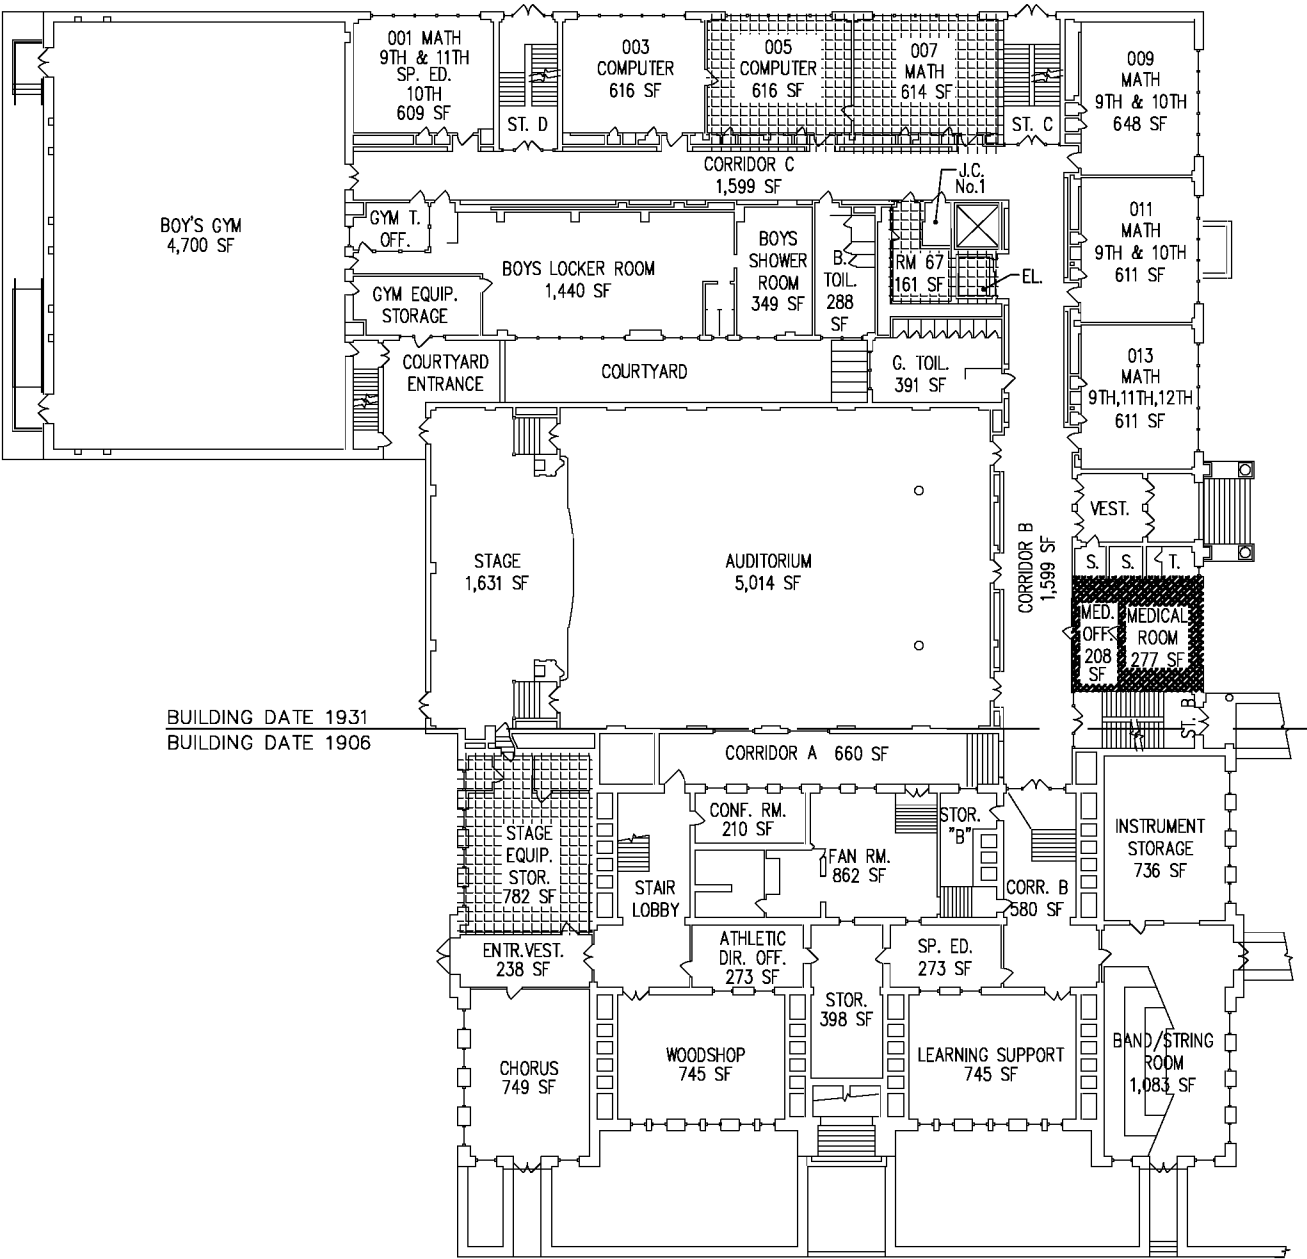 001 MATH
9TH & 11TH
SP. ED.
10TH
609 SF
ST. D
003
COMPUTER
616 SF
005
COMPUTER
616 SF
007
MATH
614 SF
ST. C
009
MATH
9TH & 10TH
648 SF
CORRIDOR C
1,599 SF
J.C.
No.1
BOY'S GYM
4,700 SF
GYM T.
OFF.
BOYS LOCKER ROOM
1,440 SF
BOYS
SHOWER
ROOM
349 SF
B.
TOIL.
288
SF
RM 67
161 SF
EL.
011
MATH
9TH & 10TH
611 SF
GYM EQUIP.
STORAGE
COURTYARD
ENTRANCE
COURTYARD
G. TOIL.
391 SF
013
MATH
9TH,11TH,12TH
611 SF
VEST.
STAGE
1,631 SF
AUDITORIUM
5,014 SF
CORRIDOR B
1,599 SF
S.
S.
T.
MED.
OFF.
208
SF
MEDICAL
ROOM
277 SF
ST. B
BUILDING DATE 1931
BUILDING DATE 1906
CORRIDOR A 660 SF
STAGE
EQUIP.
STOR.
782 SF
CONF. RM.
210 SF
STOR.
"B"
INSTRUMENT
STORAGE
736 SF
FAN RM.
862 SF
STAIR
LOBBY
CORR. B
580 SF
ENTR.VEST.
238 SF
ATHLETIC
DIR. OFF.
273 SF
SP. ED.
273 SF
STOR.
398 SF
CHORUS
749 SF
WOODSHOP
745 SF
LEARNING SUPPORT
745 SF
BAND/STRING
ROOM
1,083 SF